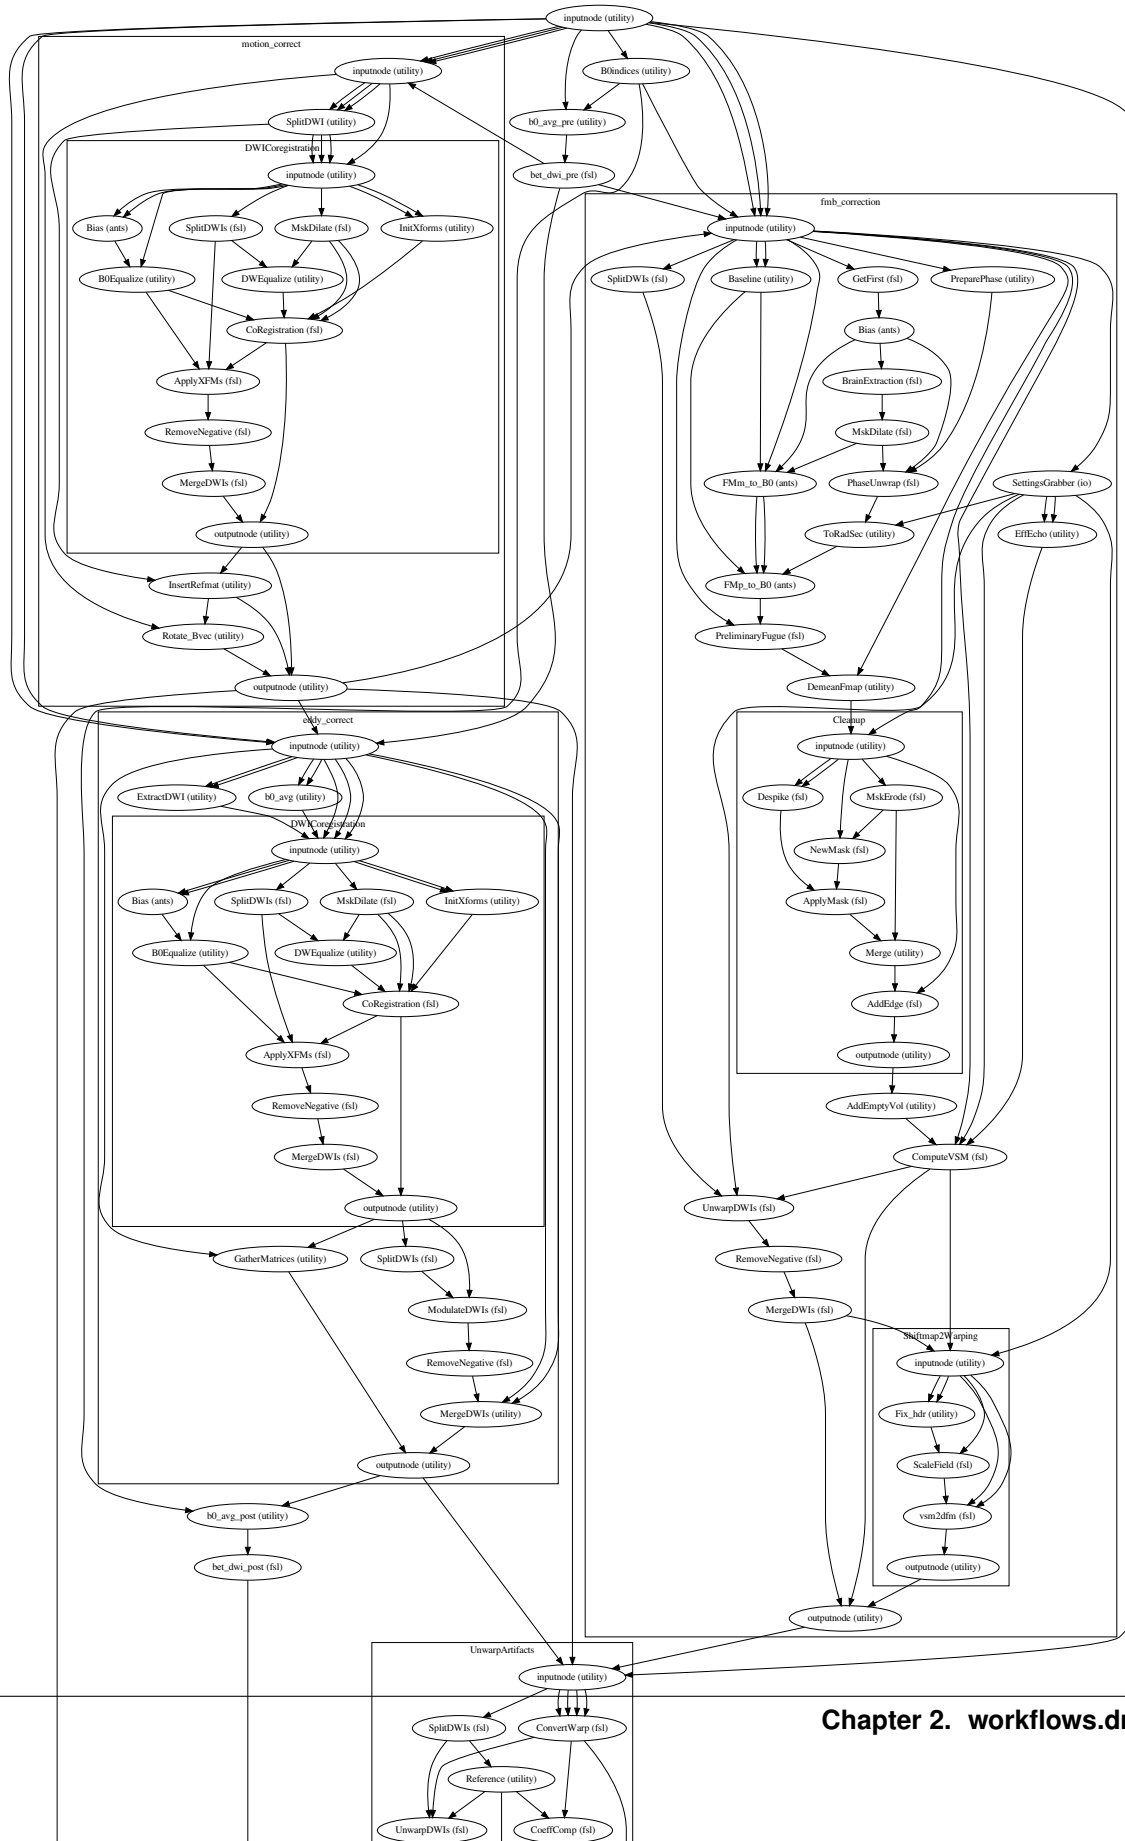 inputnode (utility)
motion_correct
inputnode (utility)
B0indices (utility)
SplitDWI (utility)
b0_avg_pre (utility)
DWICoregistration
inputnode (utility)
bet_dwi_pre (fsl)
fmb_correction
Bias (ants)
SplitDWIs (fsl)
MskDilate (fsl)
InitXforms (utility)
inputnode (utility)
B0Equalize (utility)
DWEqualize (utility)
SplitDWIs (fsl)
Baseline (utility)
GetFirst (fsl)
PreparePhase (utility)
CoRegistration (fsl)
Bias (ants)
ApplyXFMs (fsl)
BrainExtraction (fsl)
RemoveNegative (fsl)
MskDilate (fsl)
MergeDWIs (fsl)
FMm_to_B0 (ants)
PhaseUnwrap (fsl)
SettingsGrabber (io)
outputnode (utility)
ToRadSec (utility)
EffEcho (utility)
InsertRefmat (utility)
FMp_to_B0 (ants)
Rotate_Bvec (utility)
PreliminaryFugue (fsl)
outputnode (utility)
DemeanFmap (utility)
eddy_correct
Cleanup
inputnode (utility)
inputnode (utility)
ExtractDWI (utility)
b0_avg (utility)
Despike (fsl)
MskErode (fsl)
DWICoregistration
inputnode (utility)
NewMask (fsl)
Bias (ants)
SplitDWIs (fsl)
MskDilate (fsl)
InitXforms (utility)
ApplyMask (fsl)
B0Equalize (utility)
DWEqualize (utility)
Merge (utility)
CoRegistration (fsl)
AddEdge (fsl)
ApplyXFMs (fsl)
outputnode (utility)
RemoveNegative (fsl)
AddEmptyVol (utility)
MergeDWIs (fsl)
ComputeVSM (fsl)
outputnode (utility)
UnwarpDWIs (fsl)
GatherMatrices (utility)
SplitDWIs (fsl)
RemoveNegative (fsl)
ModulateDWIs (fsl)
MergeDWIs (fsl)
Shiftmap2Warping
RemoveNegative (fsl)
inputnode (utility)
MergeDWIs (utility)
Fix_hdr (utility)
outputnode (utility)
ScaleField (fsl)
b0_avg_post (utility)
vsm2dfm (fsl)
bet_dwi_post (fsl)
outputnode (utility)
outputnode (utility)
UnwarpArtifacts
inputnode (utility)
SplitDWIs (fsl)
ConvertWarp (fsl)
Chapter 2. workflows.d
Reference (utility)
UnwarpDWIs (fsl)
CoeffComp (fsl)